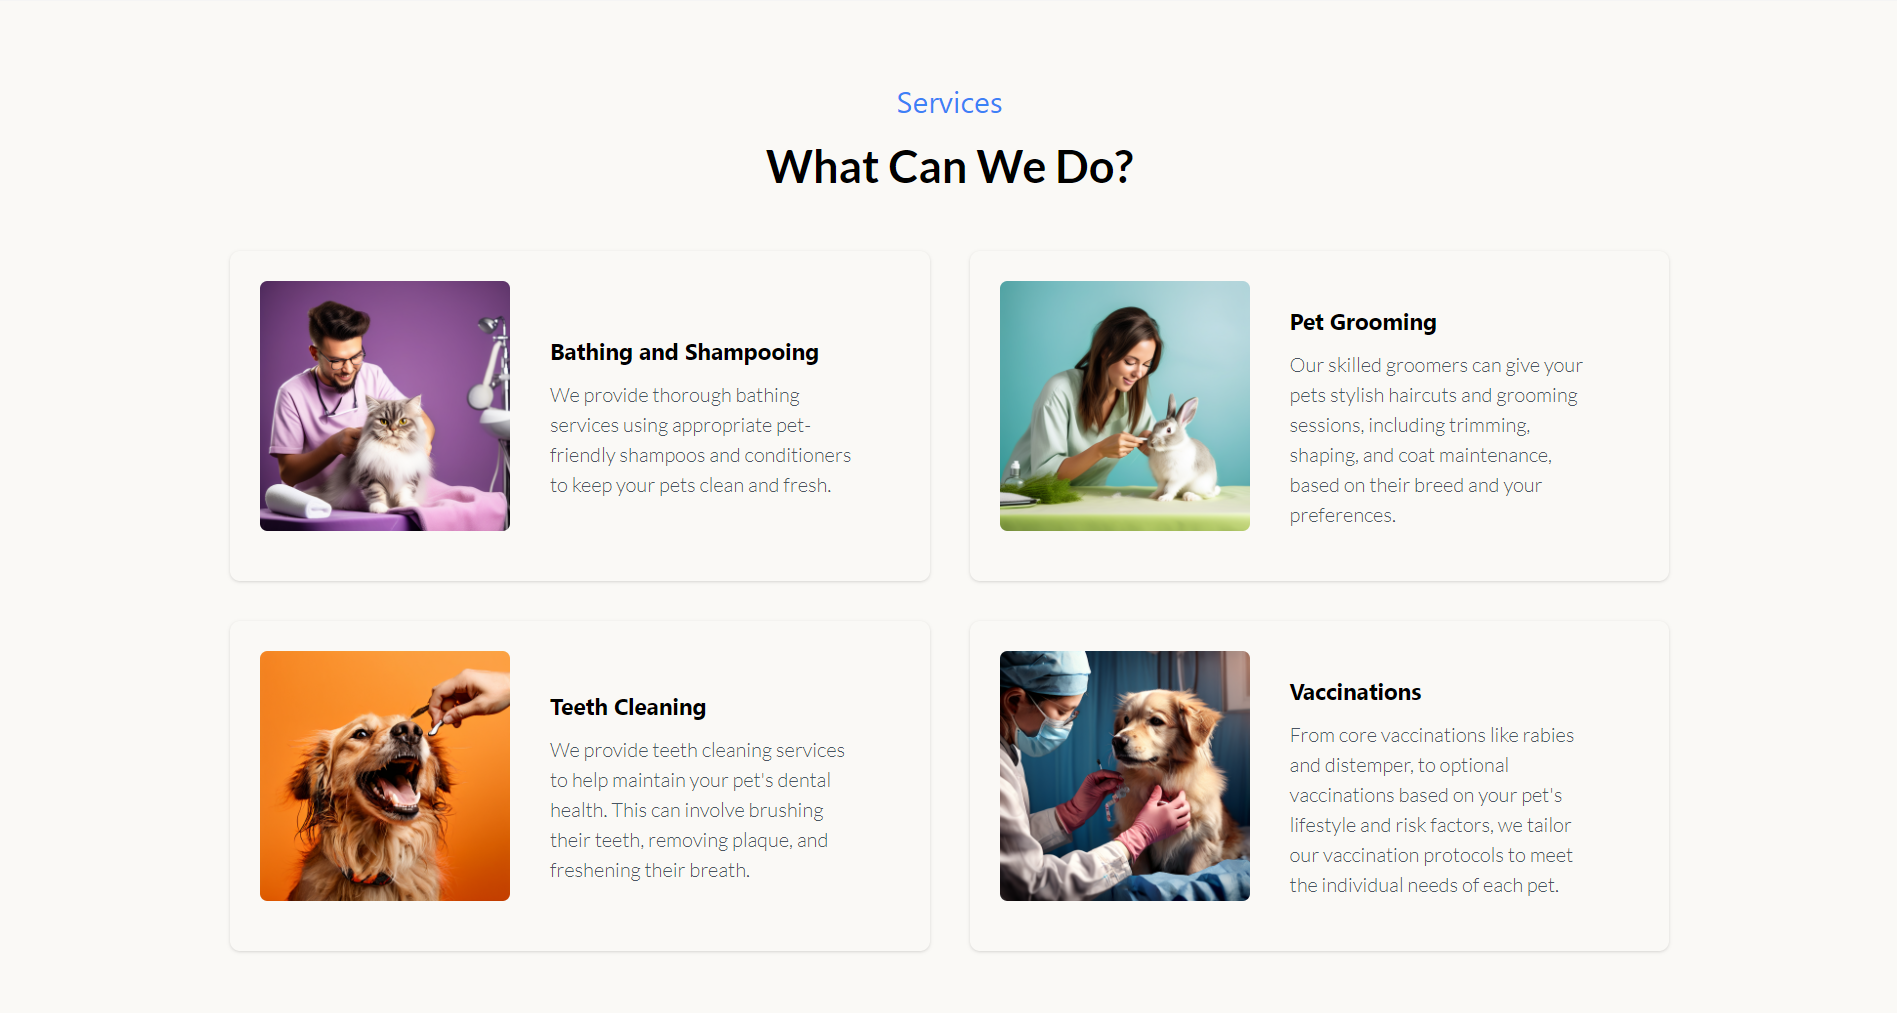 Services
What Can We Do?
Bathing and Shampooing
We provide thorough bathing
services using appropriate pet-
friendly shampoos and conditioners
to keep your pets clean and fresh.
Pet Grooming
Our skilled groomers can give your
pets stylish haircuts and grooming
sessions, including trimming,
shaping, and coat maintenance,
based on their breed and your
preferences.
Teeth Cleaning
We provide teeth cleaning services
to help maintain your pet's dental
health. This can involve brushing
their teeth, removing plaque, and
freshening their breath.
Vaccinations
From core vaccinations like rabies
and distemper, to optional
vaccinations based on your pet's
lifestyle and risk factors, we tailor
our vaccination protocols to meet
the individual needs of each pet.